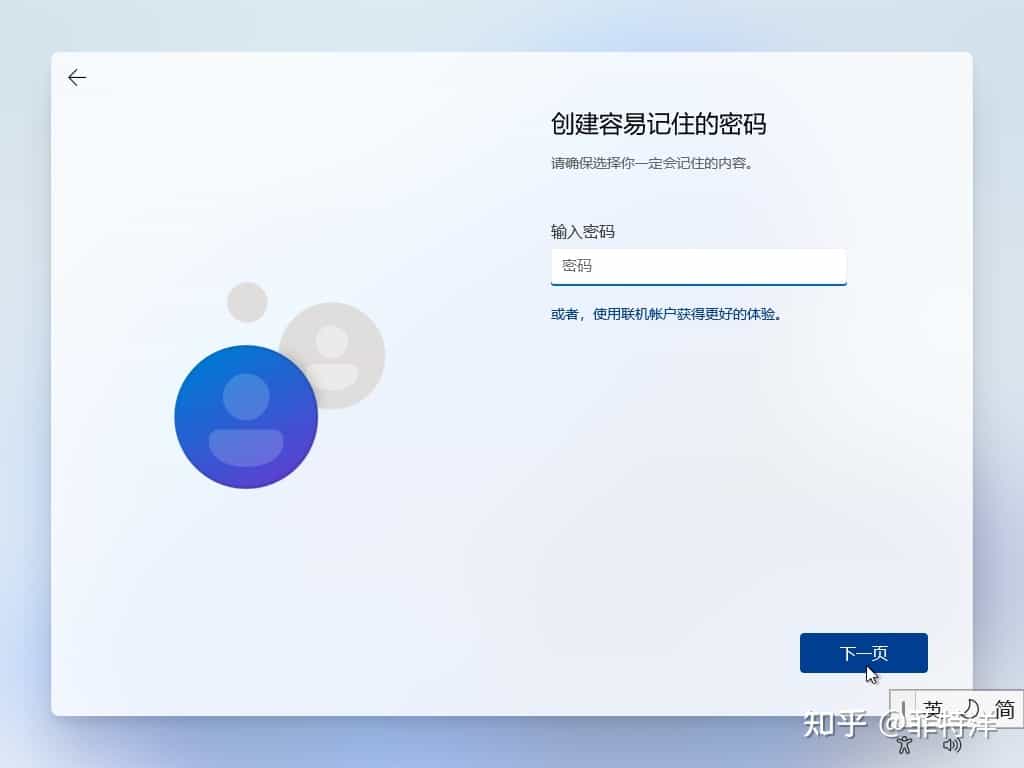 创建容易记住的密码
请确保选择你一定会记住的内容。
输入密码
密码
或者，使用联机帐户获得更好的体验。
下一页
英 简
知乎 @菲特洋